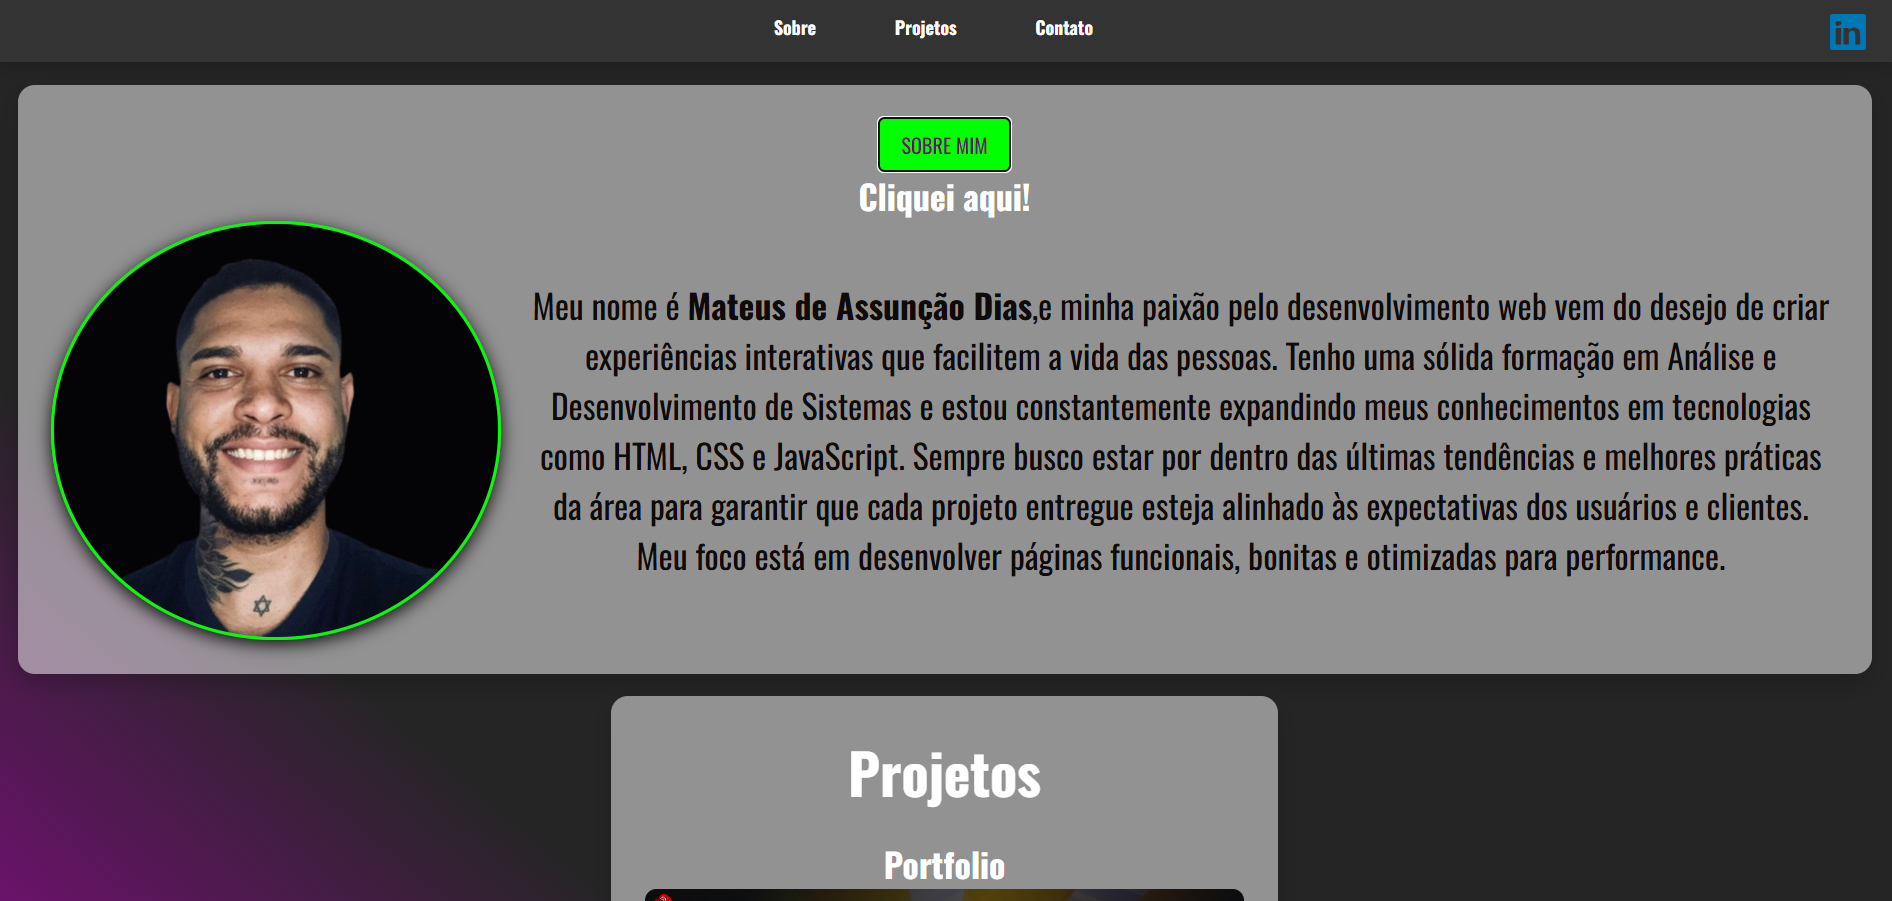 Sobre Projetos Contato
in
SOBRE MIM
Cliquei aqui!
Meu nome é Mateus de Assunção Dias,e minha paixão pelo desenvolvimento web vem do desejo de criar
experiências interativas que facilitem a vida das pessoas. Tenho uma sólida formação em Análise e
Desenvolvimento de Sistemas e estou constantemente expandindo meus conhecimentos em tecnologias
como HTML, CSS e JavaScript. Sempre busco estar por dentro das últimas tendências e melhores práticas
da área para garantir que cada projeto entregue esteja alinhado às expectativas dos usuários e clientes.
Meu foco está em desenvolver páginas funcionais, bonitas e otimizadas para performance.
Projetos
Portfolio